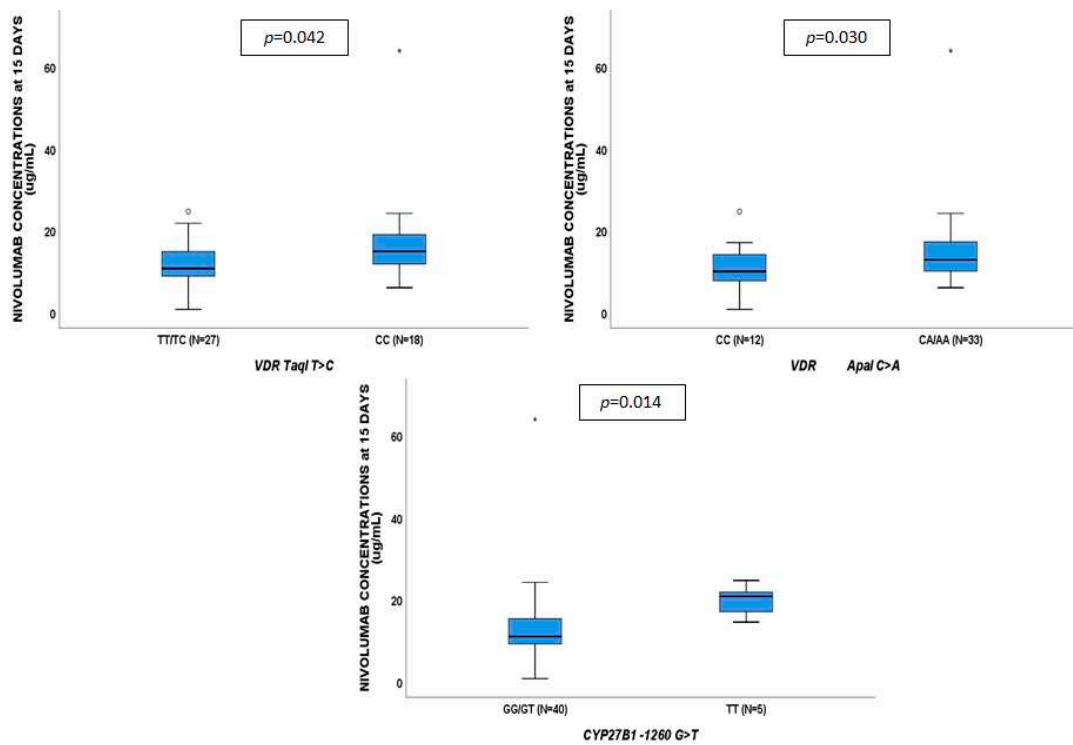 p=0.042
NIVOLUMAB CONCENTRATIONS at 15 DAYS
(ug/mL)
60
40
20
0
TT/TC (N=27)
CC (N=18)
VDR TaqI T>C
p=0.030
NIVOLUMAB CONCENTRATIONS at 15 DAYS
(ug/mL)
60
40
20
0
CC (N=12)
CA/AA (N=33)
VDR ApaI C>A
p=0.014
NIVOLUMAB CONCENTRATIONS at 15 DAYS
(ug/mL)
60
40
20
0
GG/GT (N=40)
TT (N=5)
CYP27B1 -1260 G>T